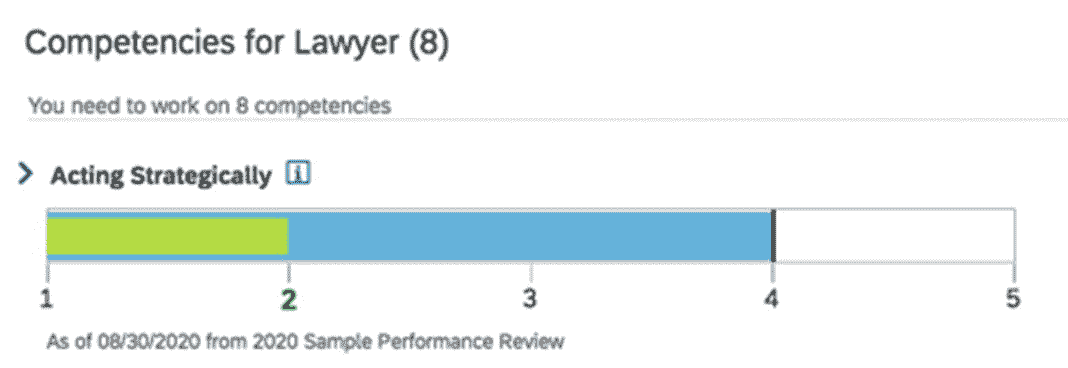 Competencies for Lawyer (8)
You need to work on 8 competencies
Acting Strategically
1 2 3 4 5
As of 08/30/2020 from 2020 Sample Performance Review